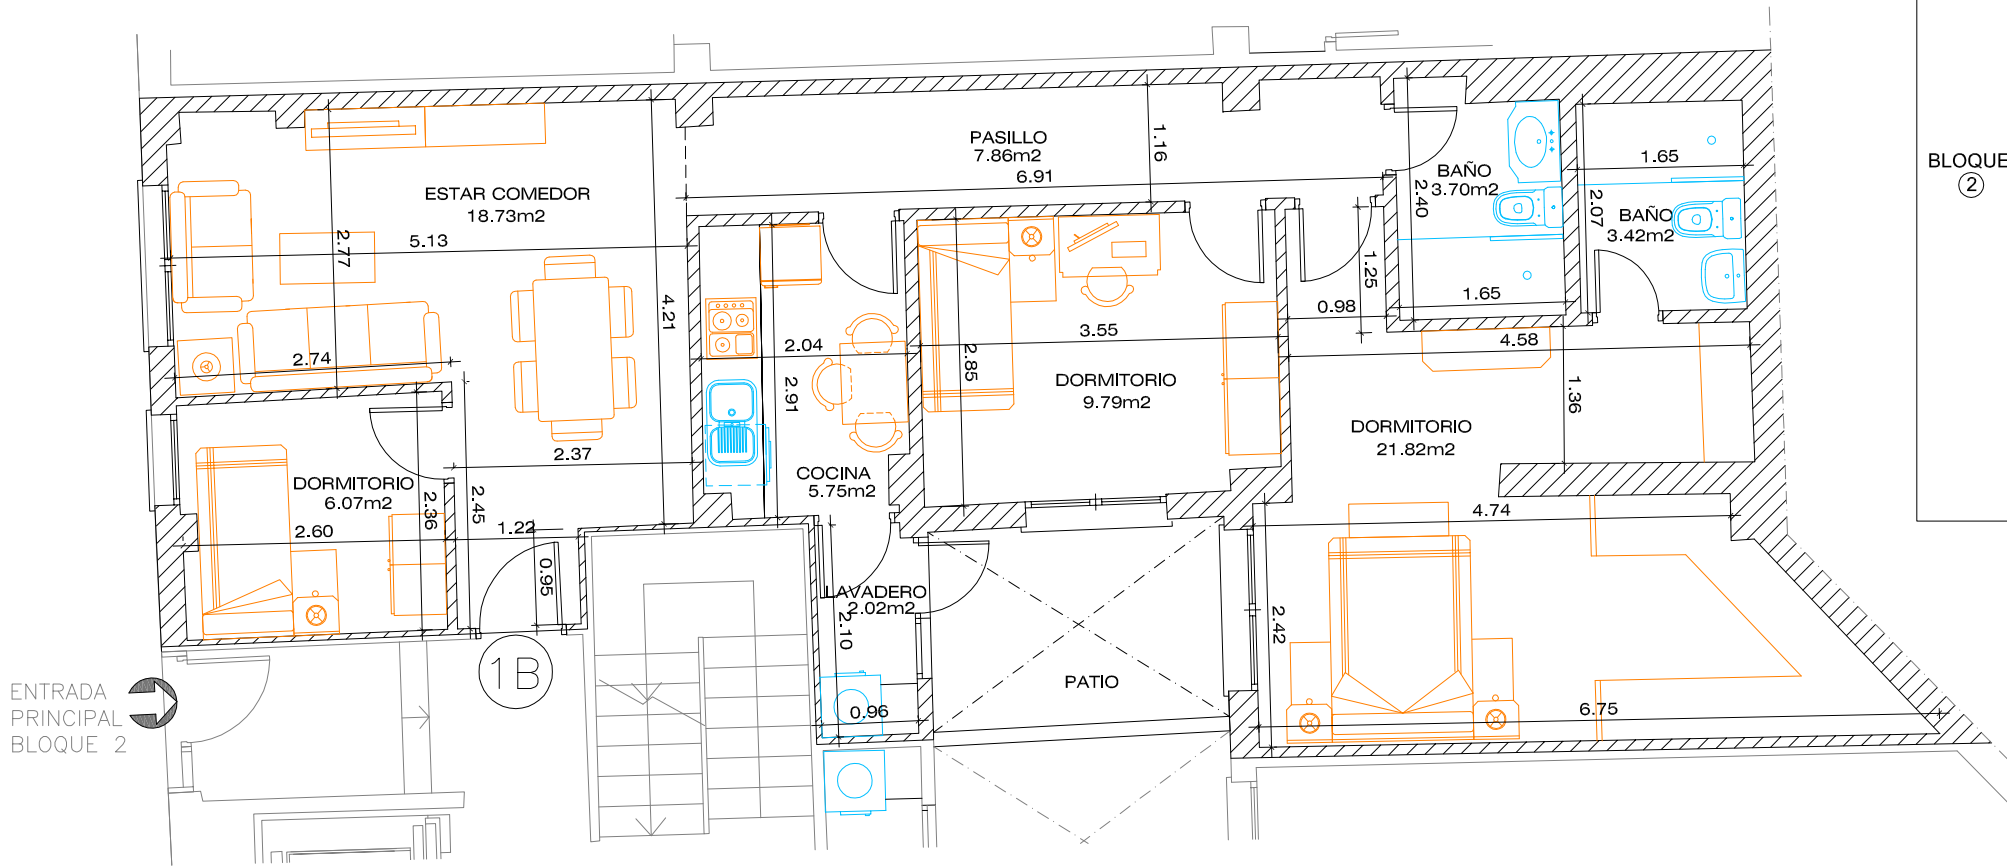 PASILLO
7.86m2
6.91
1.16
ESTAR COMEDOR
18.73m2
5.13
2.77
4.21
2.74
2.37
DORMITORIO
6.07m2
2.60
2.36
2.45
1.22
0.95
1B
2.04
2.91
COCINA
5.75m2
LAVADERO
2.02m2
2.10
0.96
3.55
2.85
DORMITORIO
9.79m2
PATIO
BAÑO
3.70m2
2.40
1.65
1.25
0.98
BAÑO
3.42m2
1.65
2.07
4.58
1.36
DORMITORIO
21.82m2
4.74
2.42
6.75
ENTRADA
PRINCIPAL
BLOQUE 2
BLOQUE
2